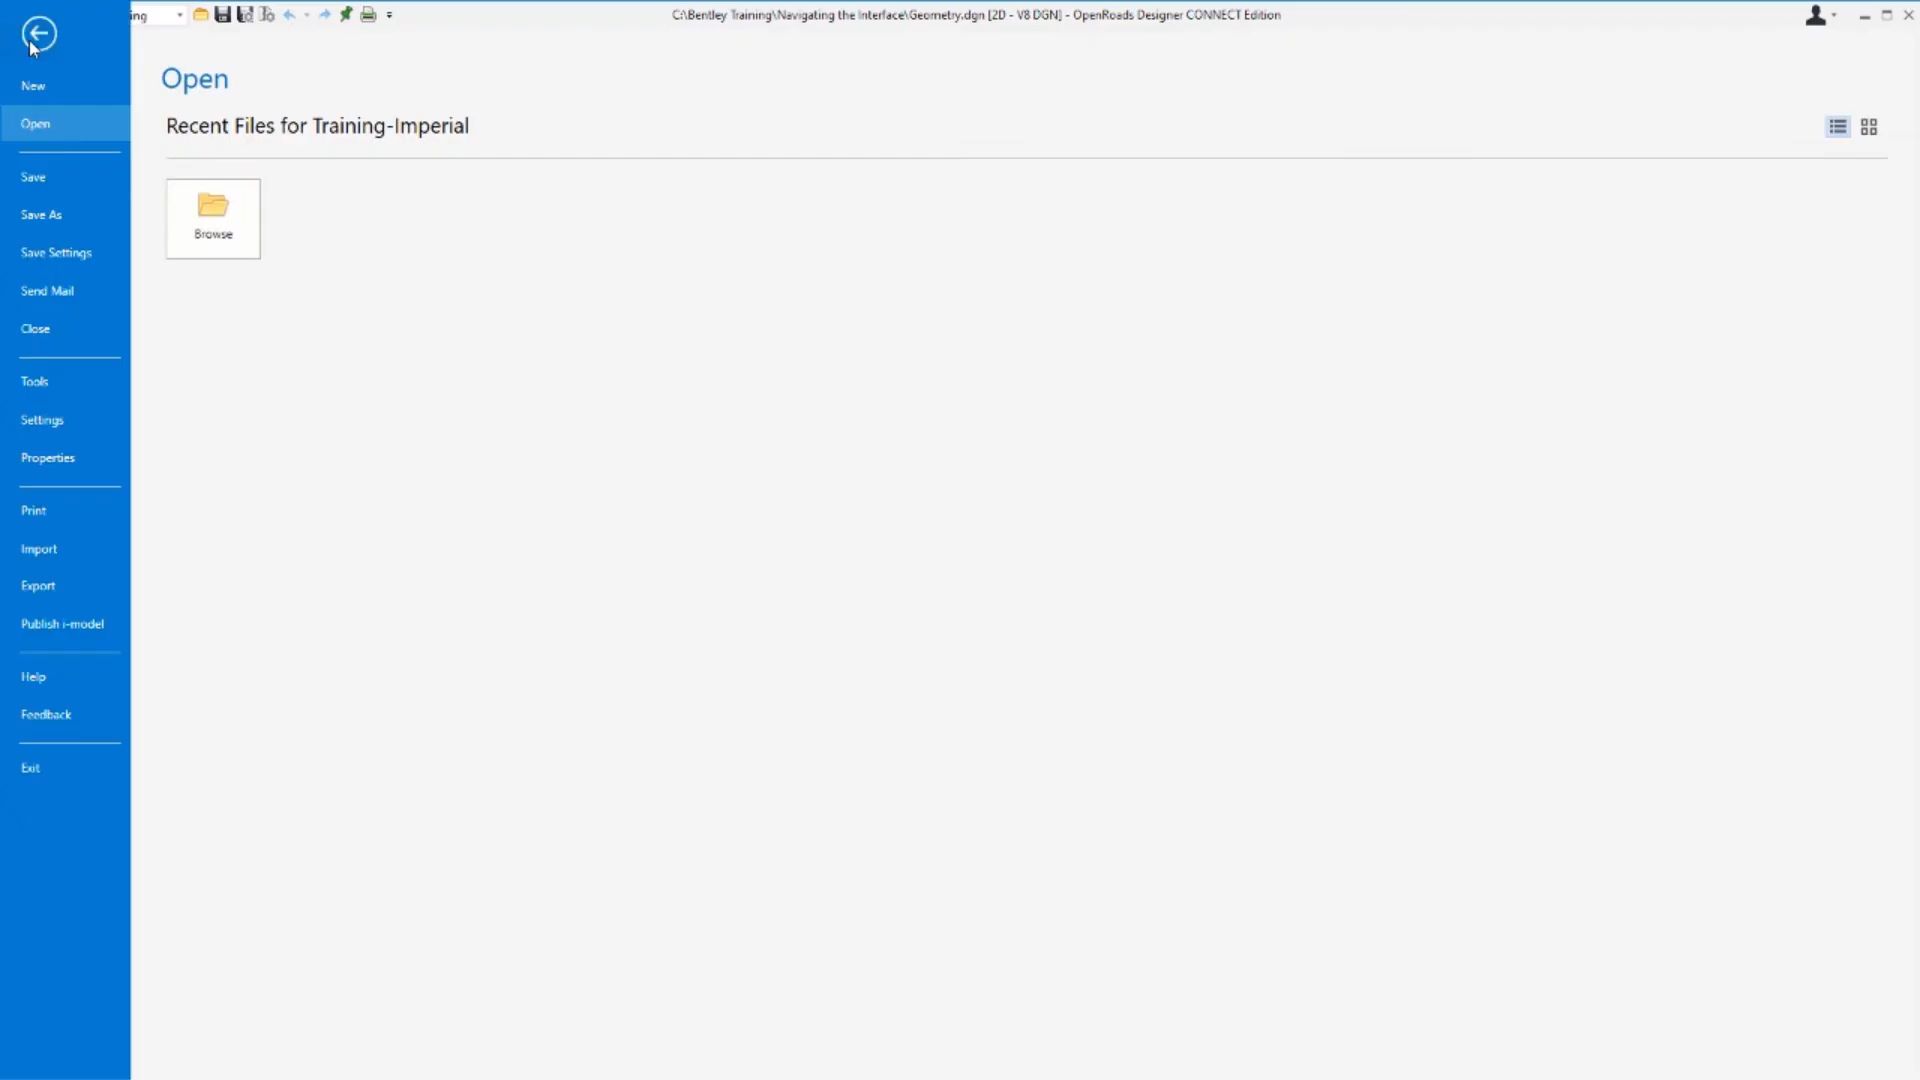 ing
C:\Bentley Training\Navigating the Interface\Geometry.dgn [2D - V8 DGN] - OpenRoads Designer CONNECT Edition
New
Open
Save
Save As
Save Settings
Send Mail
Close
Tools
Settings
Properties
Print
Import
Export
Publish i-model
Help
Feedback
Exit
Open
Recent Files for Training-Imperial
Browse